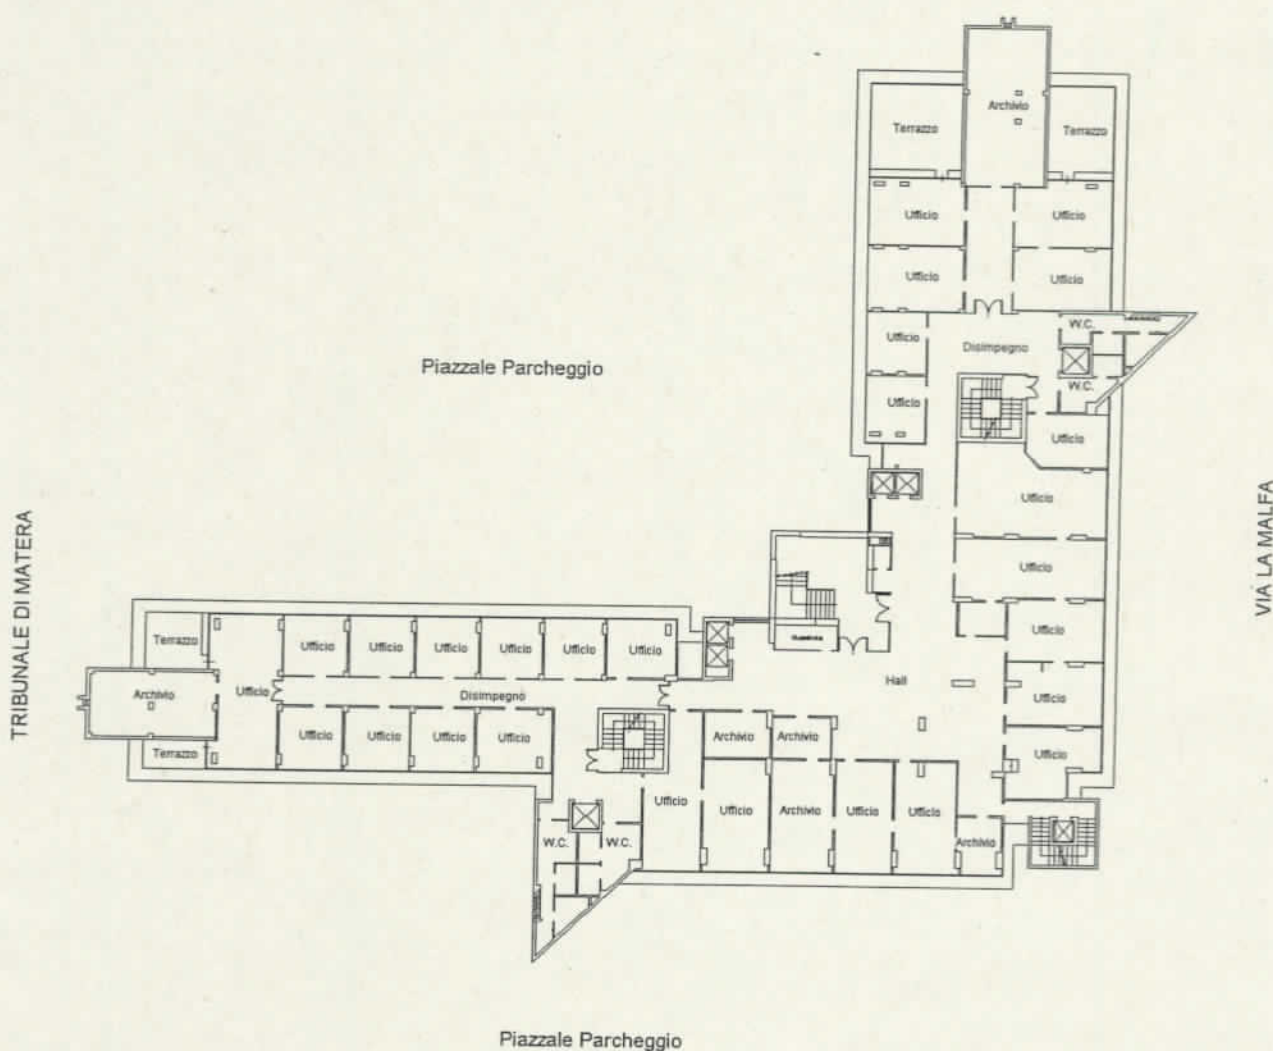 Archivio
Terrazzo
Terrazzo
Ufficio
Ufficio
Ufficio
Ufficio
W.C.
Ufficio
Disimpegno
Piazzale Parcheggio
W.C.
Ufficio
Ufficio
Ufficio
TRIBUNALE DI MATERA
VIA LA MALFA
Ufficio
Ufficio
Terrazzo
Ufficio
Ufficio
Ufficio
Ufficio
Ufficio
Ufficio
Ufficio
Archivio
Ufficio
Disimpegno
Hall
Ufficio
Terrazzo
Ufficio
Ufficio
Ufficio
Ufficio
Archivio
Archivio
Ufficio
Ufficio
Ufficio
Archivio
Ufficio
Ufficio
W.C.
W.C.
Archivio
Piazzale Parcheggio